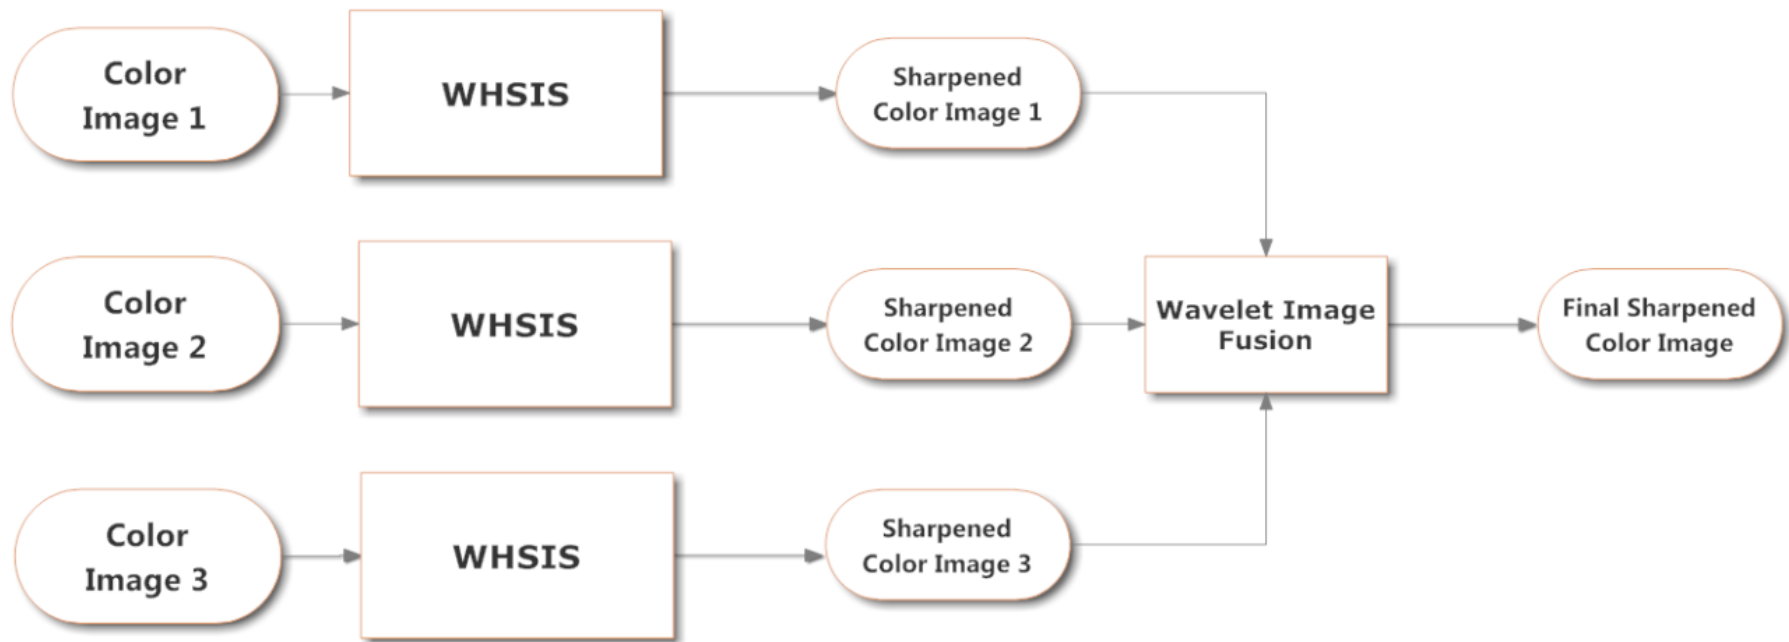 Color
Image 1
WHSIS
Sharpened
Color Image 1
Color
Image 2
WHSIS
Sharpened
Color Image 2
Wavelet Image
Fusion
Final Sharpened
Color Image
Color
Image 3
WHSIS
Sharpened
Color Image 3